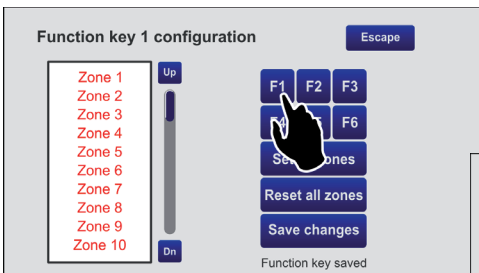 Function key 1 configuration
Escape
Zone 1
Zone 2
Zone 3
Zone 4
Zone 5
Zone 6
Zone 7
Zone 8
Zone 9
Zone 10
Up
Dn
F1 F2 F3
F6
Reset all zones
Save changes
Function key saved